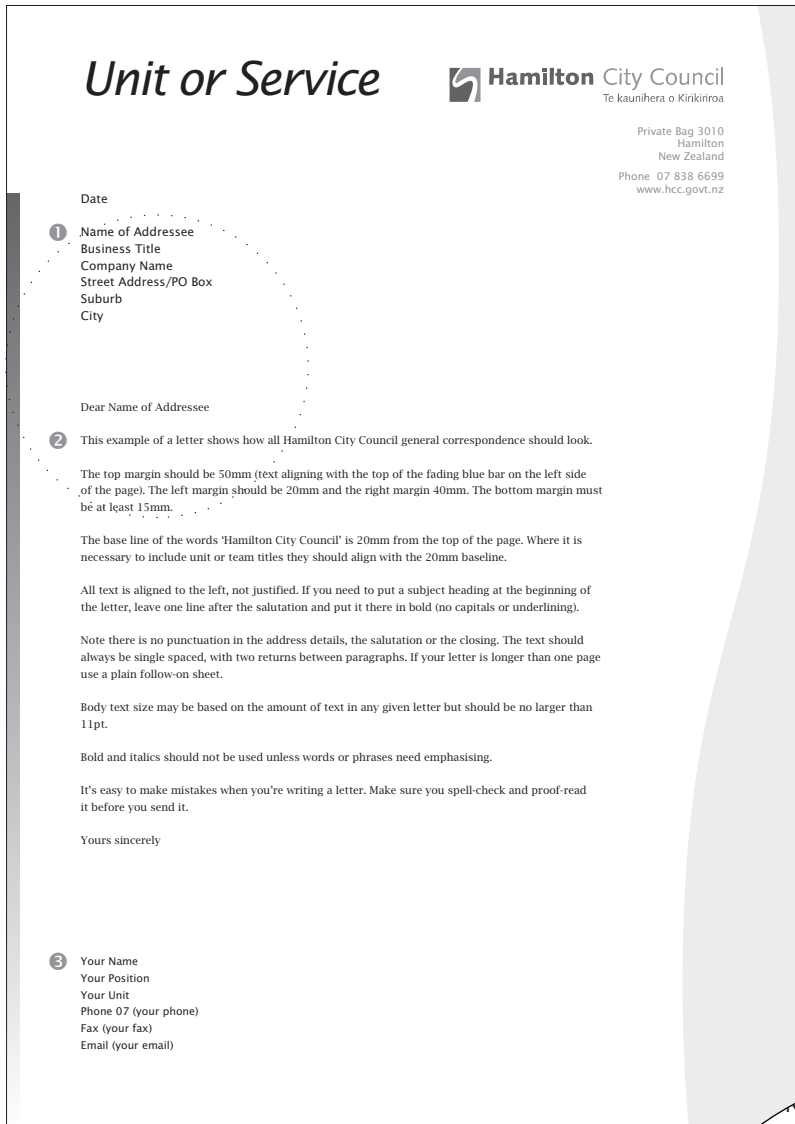 Unit or Service
Hamilton City Council
Te kaunihera o Kirikiriroa
Private Bag 3010
Hamilton
New Zealand
Phone 07 838 6699
www.hcc.govt.nz
Date
1 Name of Addressee
Business Title
Company Name
Street Address/PO Box
Suburb
City
Dear Name of Addressee
2 This example of a letter shows how all Hamilton City Council general correspondence should look.
The top margin should be 50mm (text aligning with the top of the fading blue bar on the left side
of the page). The left margin should be 20mm and the right margin 40mm. The bottom margin must
be at least 15mm.
The base line of the words ‘Hamilton City Council’ is 20mm from the top of the page. Where it is
necessary to include unit or team titles they should align with the 20mm baseline.
All text is aligned to the left, not justified. If you need to put a subject heading at the beginning of
the letter, leave one line after the salutation and put it there in bold (no capitals or underlining).
Note there is no punctuation in the address details, the salutation or the closing. The text should
always be single spaced, with two returns between paragraphs. If your letter is longer than one page
use a plain follow-on sheet.
Body text size may be based on the amount of text in any given letter but should be no larger than
11pt.
Bold and italics should not be used unless words or phrases need emphasising.
It’s easy to make mistakes when you’re writing a letter. Make sure you spell-check and proof-read
it before you send it.
Yours sincerely
3 Your Name
Your Position
Your Unit
Phone 07 (your phone)
Fax (your fax)
Email (your email)